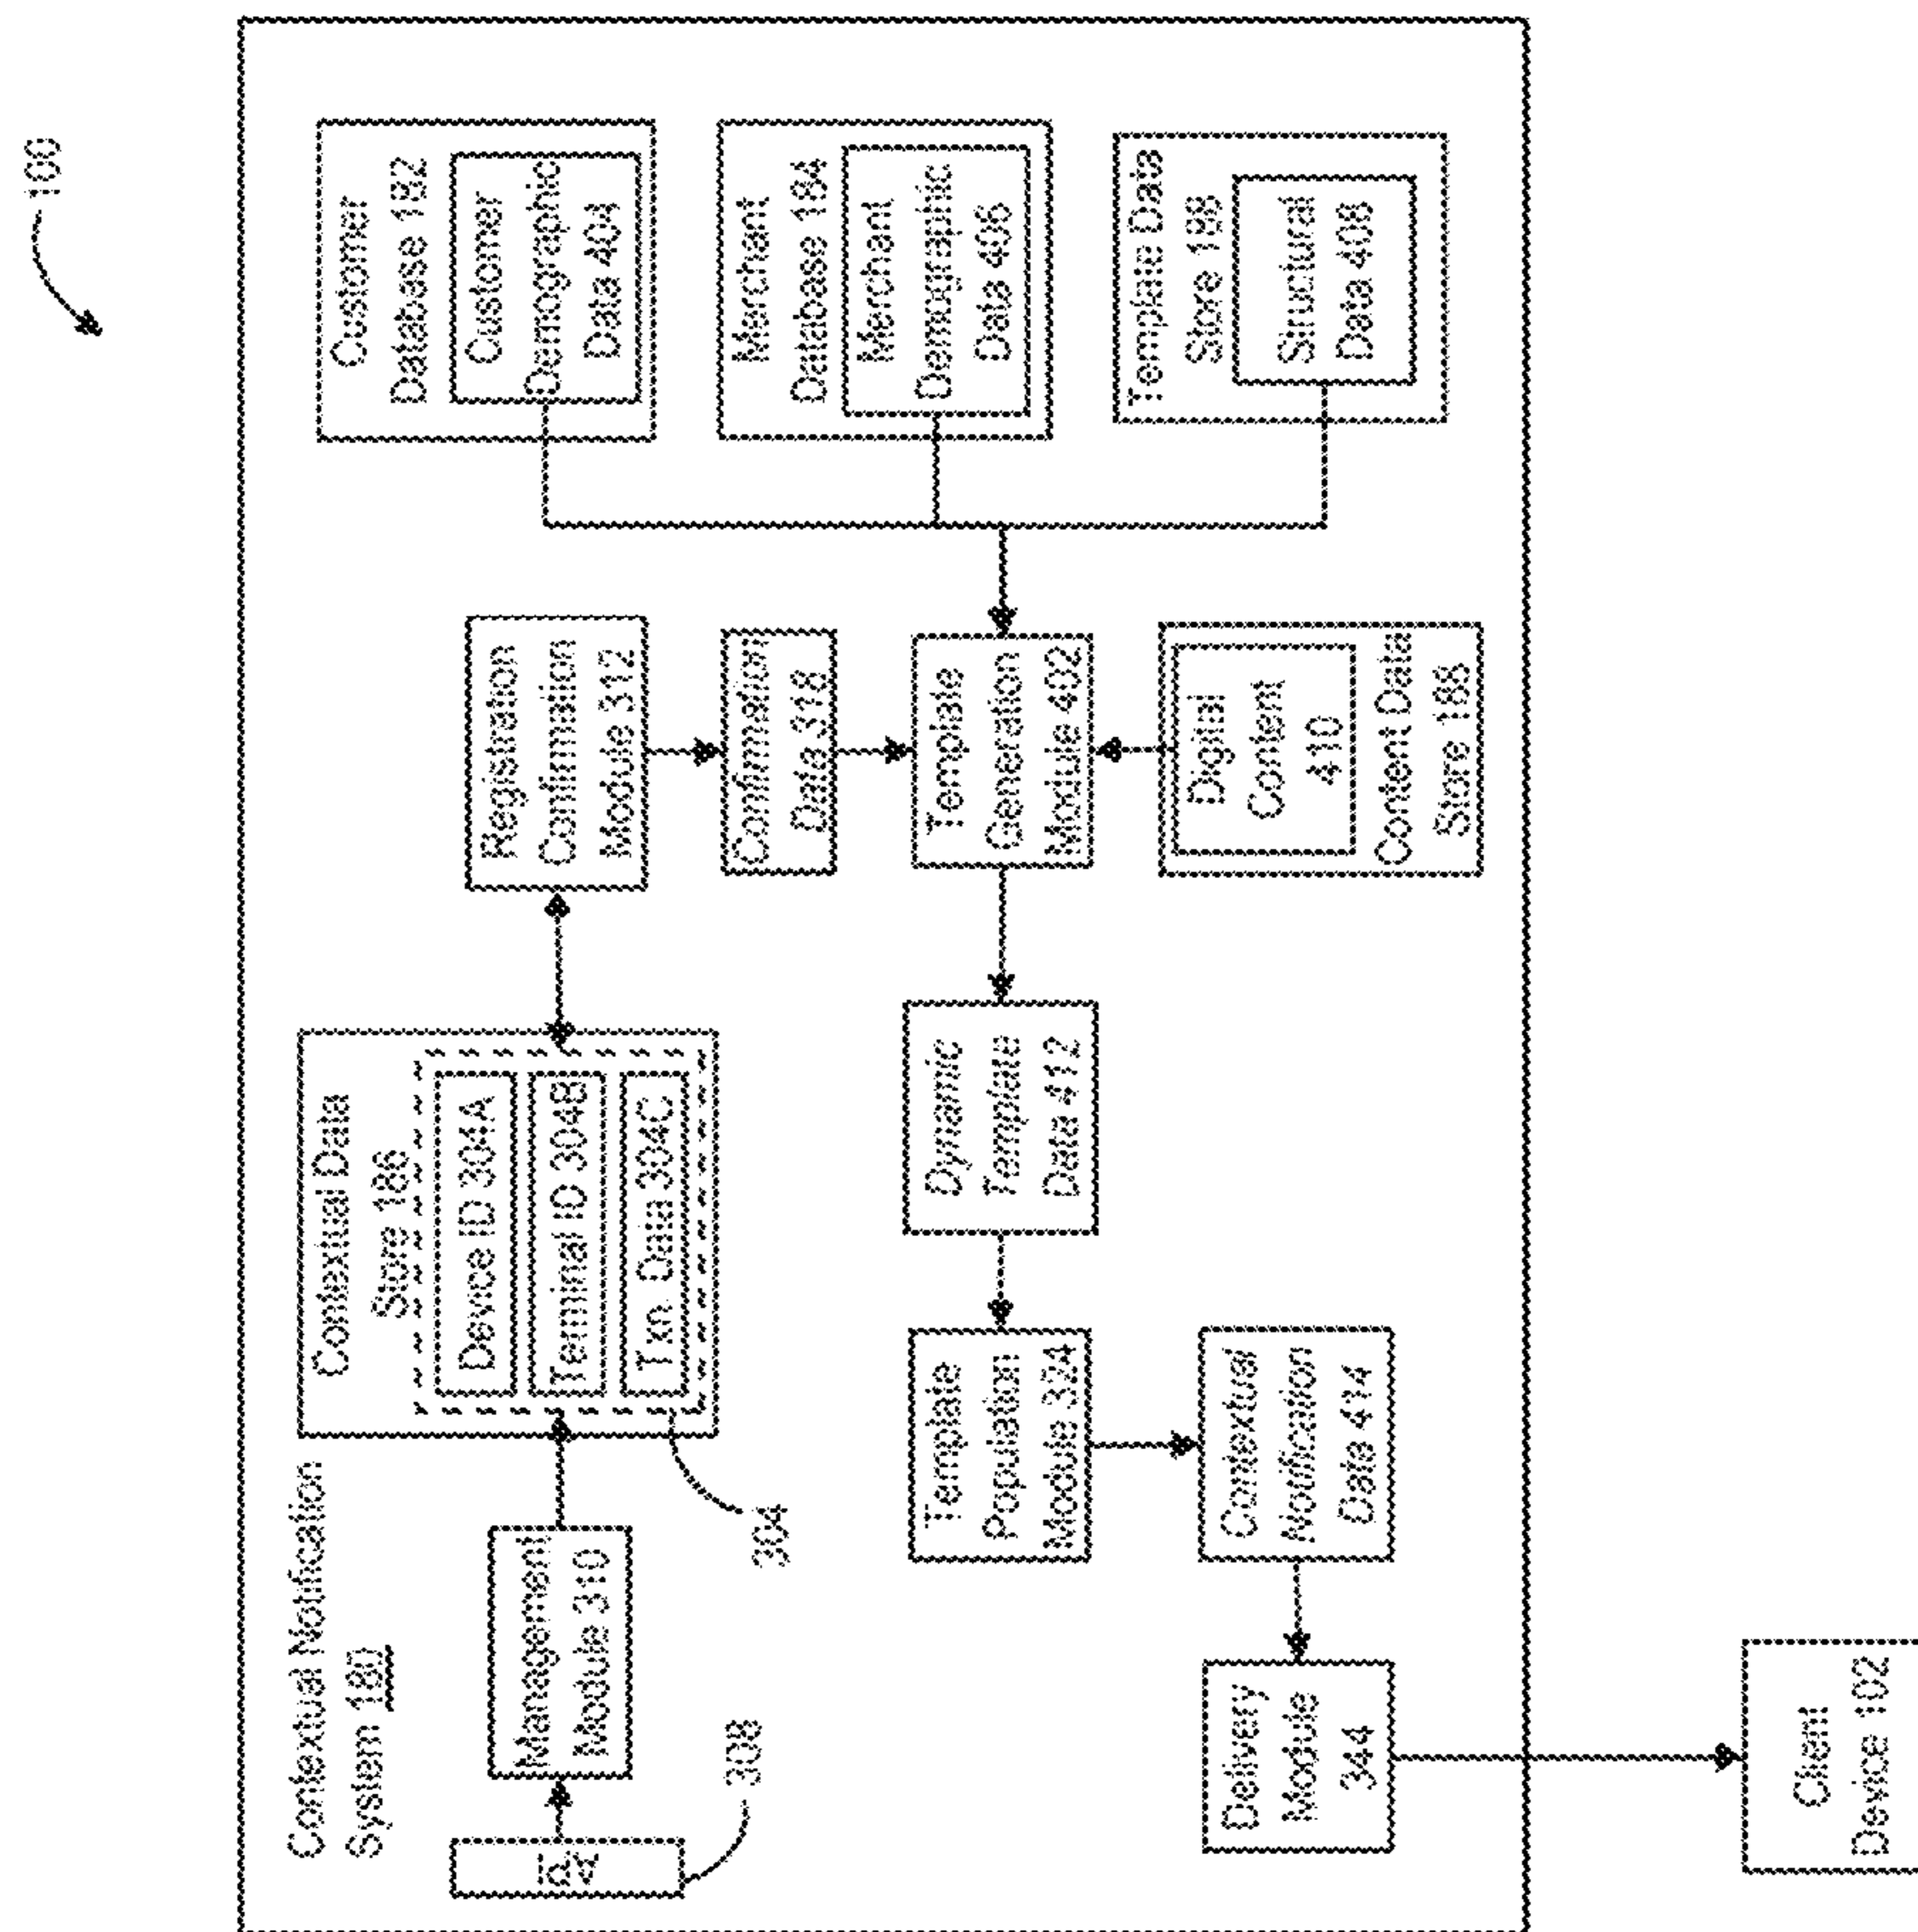 100
Contextual Notification
System 180
API
308
Management
Module 310
304
Contextual Data
Store 186
Device ID 304A
Terminal ID 304B
Txn. Data 304C
Registration
Confirmation
Module 312
Confirmation
Data 318
Customer
Database 182
Customer
Demographic
Data 404
Merchant
Database 184
Merchant
Demographic
Data 406
Template Data
Store
Structural
Data 408
Template
Generation
Module 402
Digital
Content
410
Content Data
Store 188
Dynamic
Template
Data 412
Template
Population
Module 324
Contextual
Notification
Data 414
Delivery
Module
344
Client
Device 102